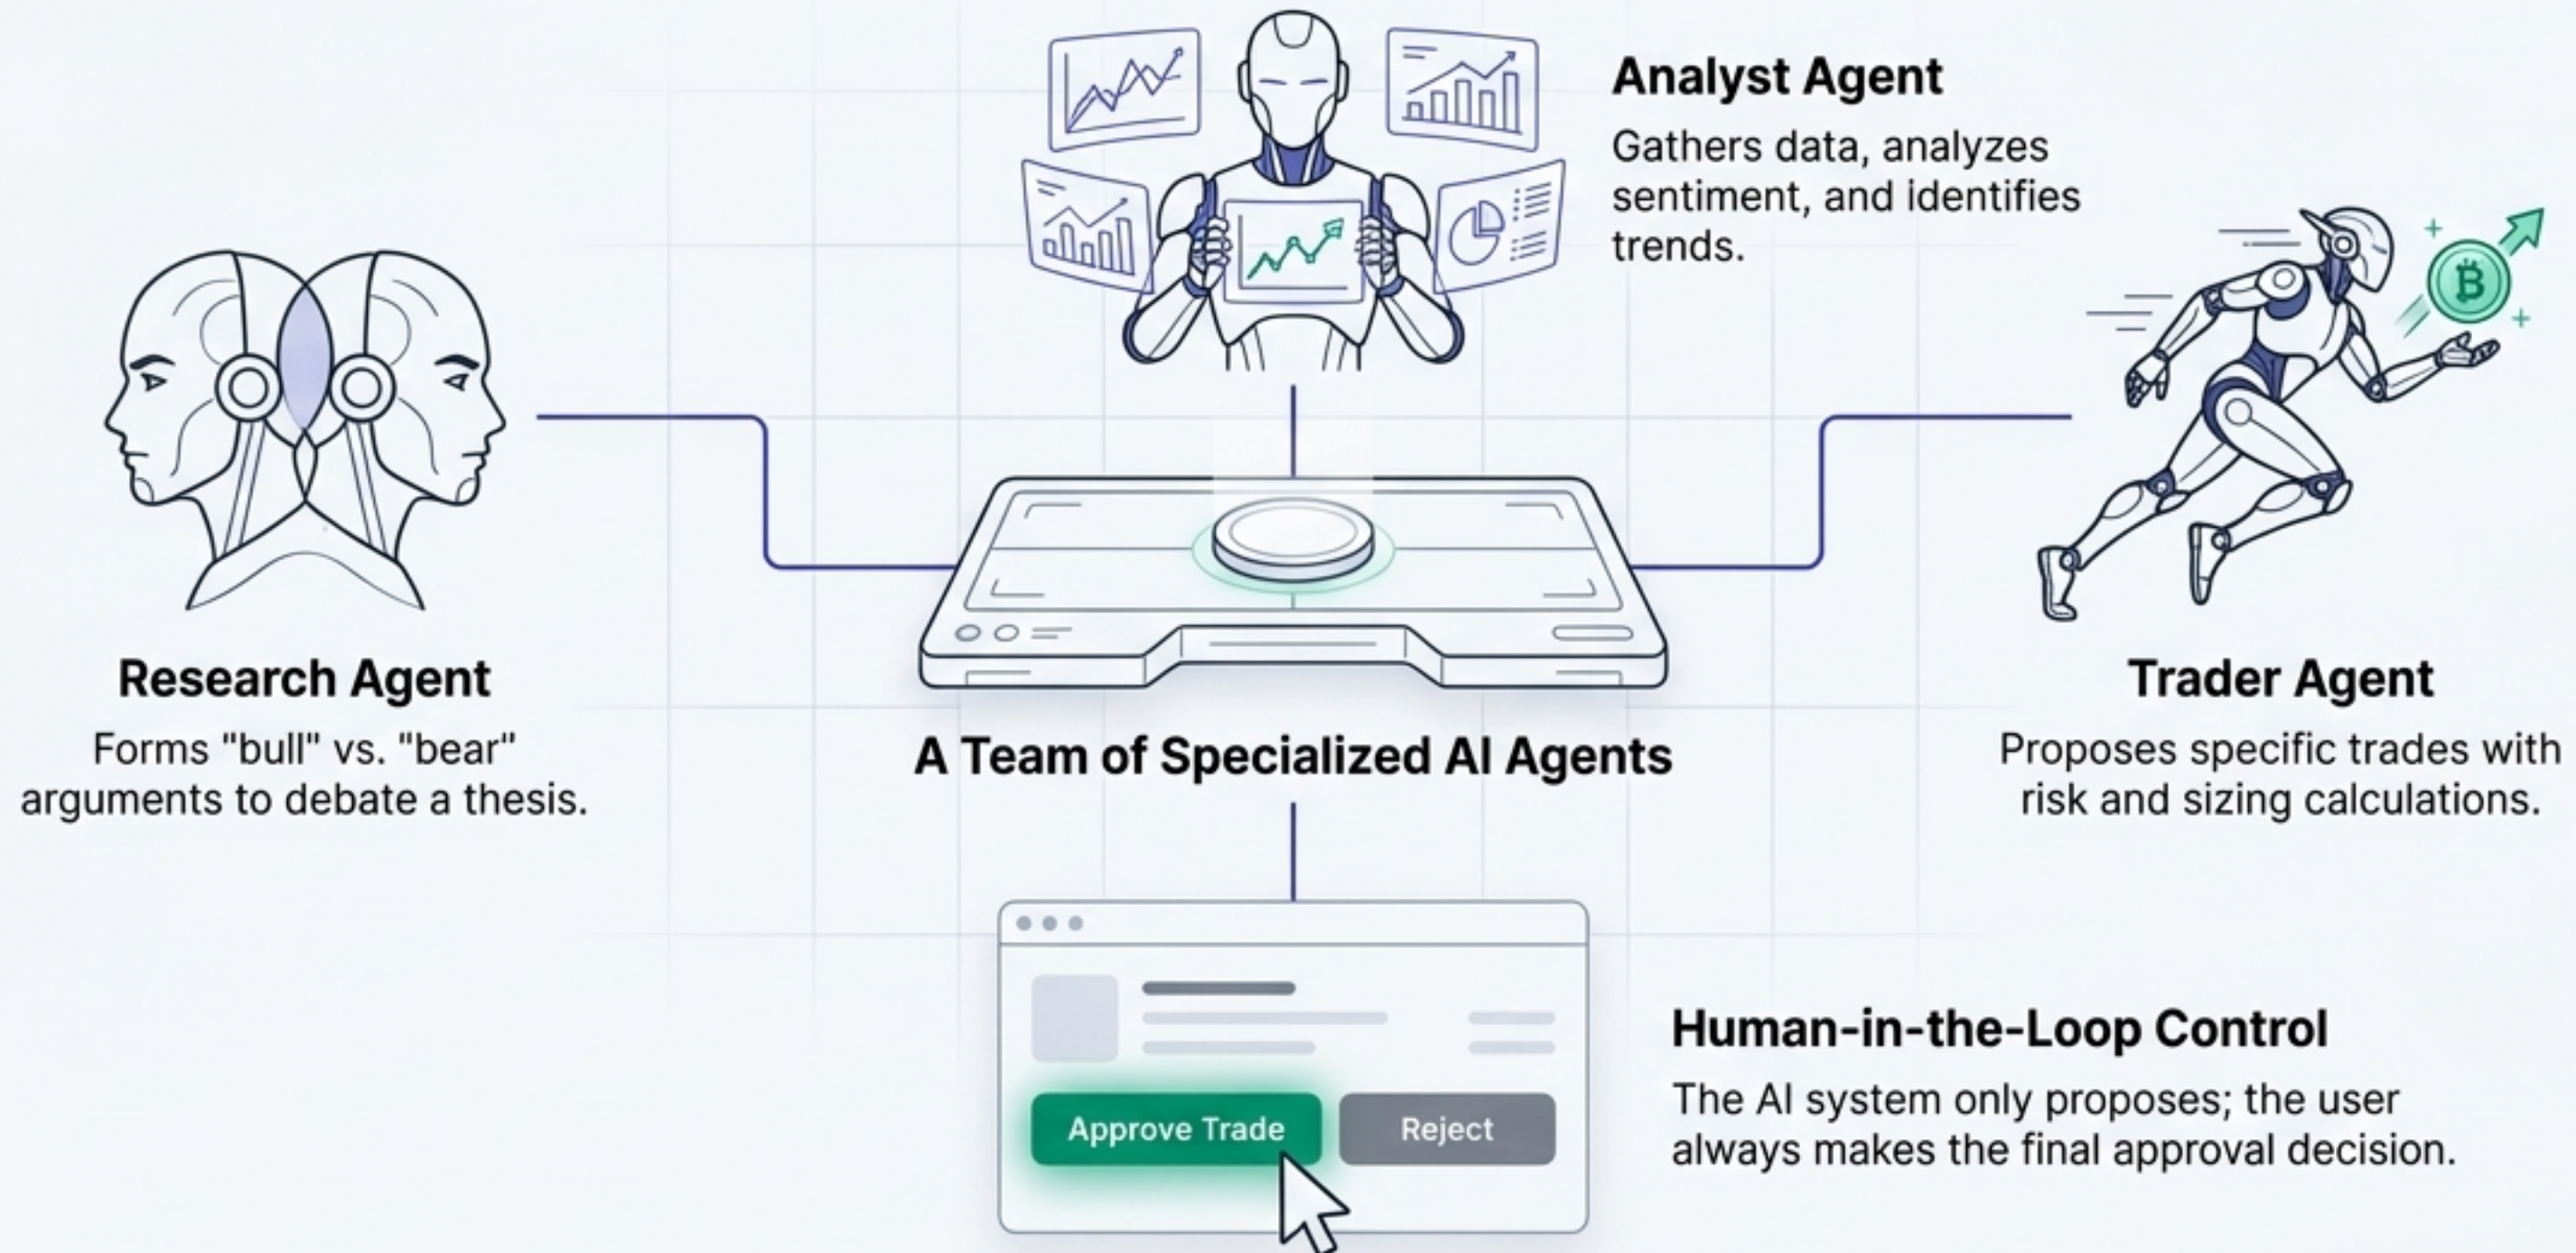 Analyst Agent
Gathers data, analyzes
sentiment, and identifies
trends.
₿
Research Agent
Forms "bull" vs. "bear"
arguments to debate a thesis.
A Team of Specialized AI Agents
Trader Agent
Proposes specific trades with
risk and sizing calculations.
Approve Trade
Reject
Human-in-the-Loop Control
The AI system only proposes; the user
always makes the final approval decision.